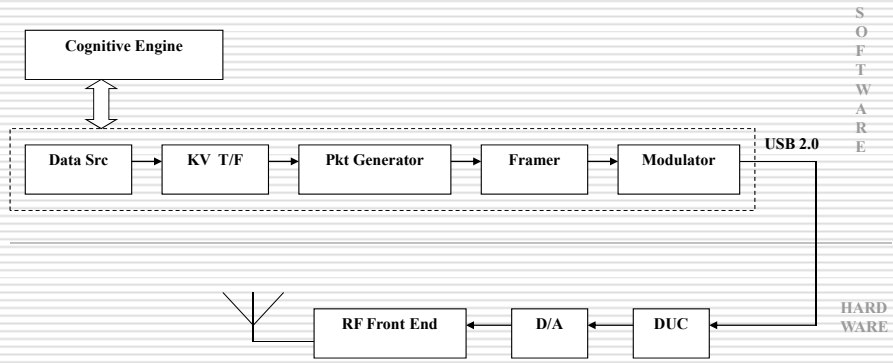 Cognitive Engine
S
O
F
T
W
A
R
E
Data Src
KV T/F
Pkt Generator
Framer
Modulator
USB 2.0
RF Front End
D/A
DUC
HARD
WARE